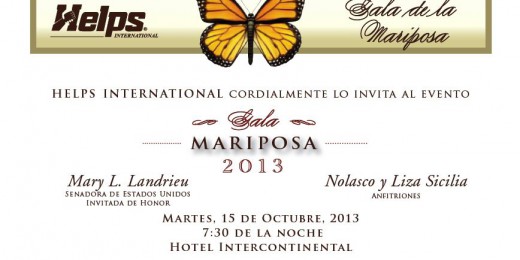 Helps
INTERNATIONAL
Gala de la
Mariposa
HELPS INTERNATIONAL CORDIALMENTE LO INVITA AL EVENTO
Gala
MARIPOSA
2013
Mary L. Landrieu
SENADORA DE ESTADOS UNIDOS
INVITADA DE HONOR
Nolasco y Liza Sicilia
ANFITRIONES
MARTES, 15 DE OCTUBRE, 2013
7:30 DE LA NOCHE
HOTEL INTERCONTINENTAL